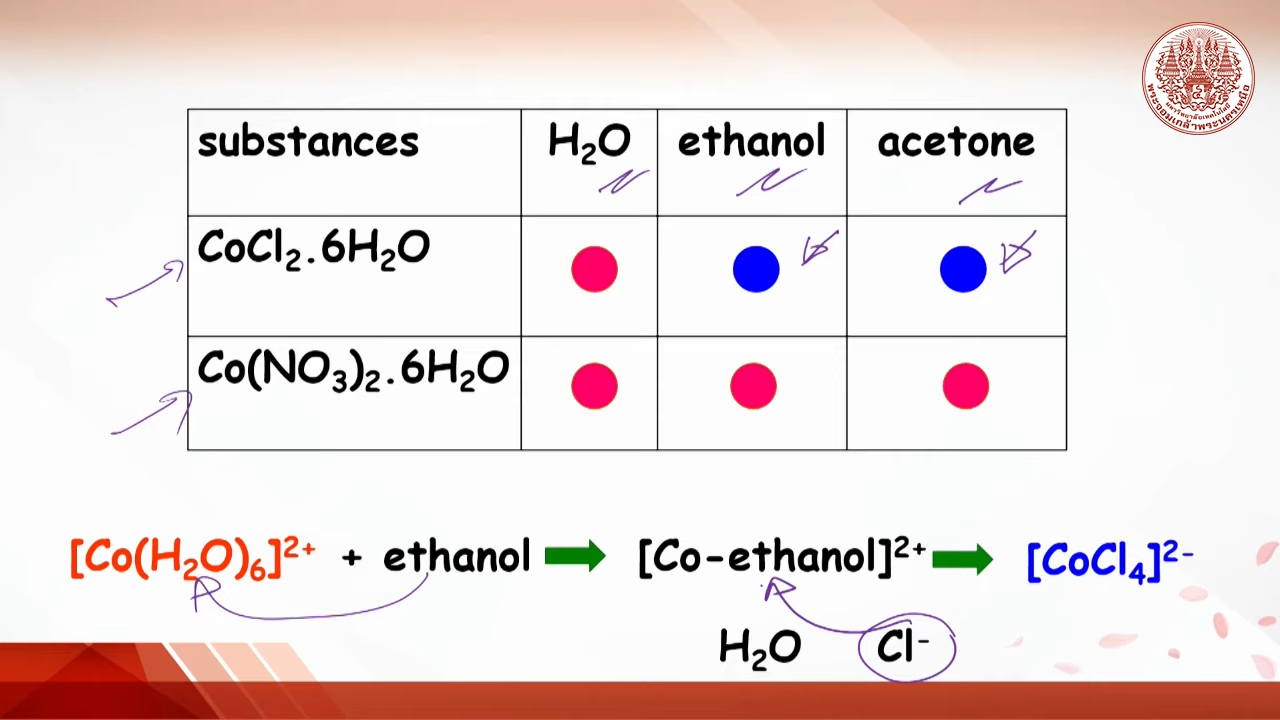 substances H₂O ethanol acetone
CoCl₂.6H₂O
Co(NO₃)₂.6H₂O
[Co(H₂O)₆]²⁺ + ethanol [Co-ethanol]²⁺ [CoCl₄]²⁻
H₂O Cl⁻